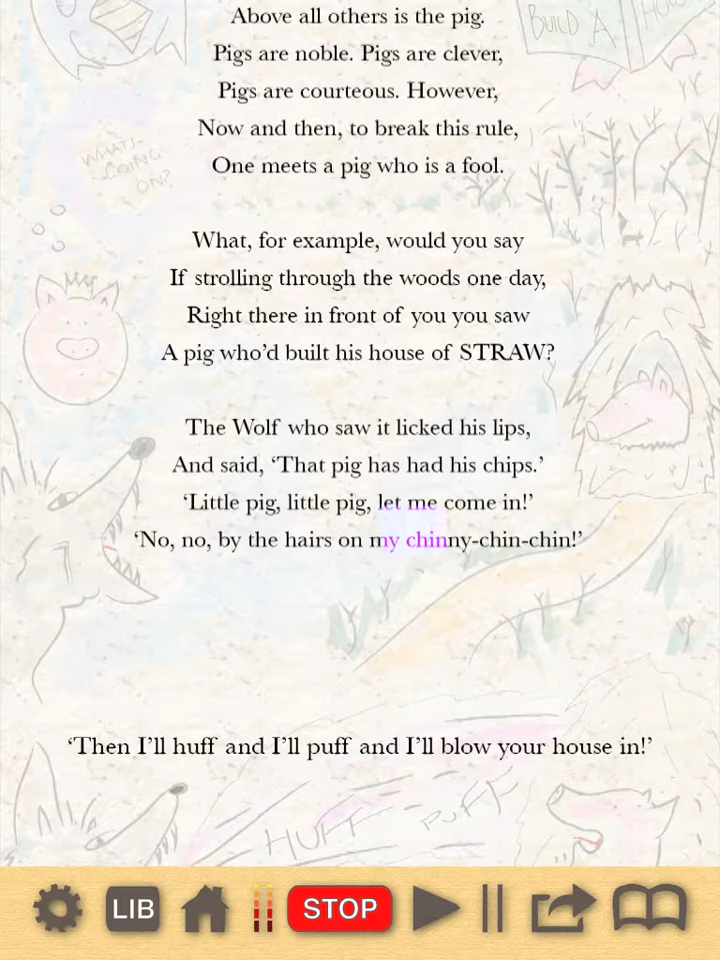 Above all others is the pig.
Pigs are noble. Pigs are clever,
Pigs are courteous. However,
Now and then, to break this rule,
One meets a pig who is a fool.
BUILD A
HOW
WHATS
GOING
ON?
What, for example, would you say
If strolling through the woods one day,
Right there in front of you you saw
A pig who’d built his house of STRAW?
The Wolf who saw it licked his lips,
And said, ‘That pig has had his chips.’
‘Little pig, little pig, let me come in!’
‘No, no, by the hairs on my chinny-chin-chin!’
‘Then I’ll huff and I’ll puff and I’ll blow your house in!’
HUFF PUFF
LIB STOP